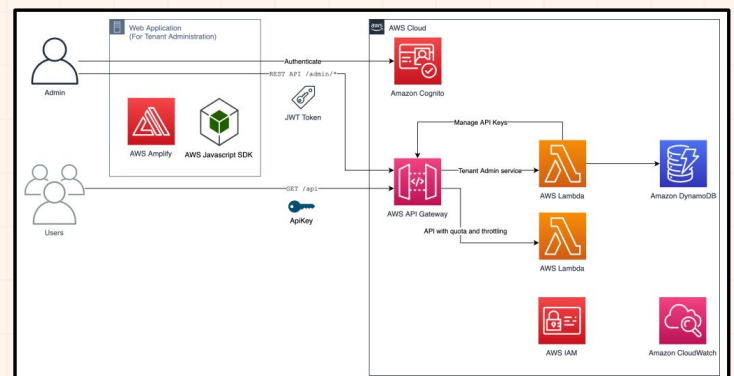 Web Application
(For Tenant Administration)
aws
AWS Cloud
Authenticate
REST API /admin/*
Admin
Amazon Cognito
JWT Token
AWS Amplify
AWS Javascript SDK
Manage API Keys
Tenant Admin service
GET /api
AWS Lambda
Amazon DynamoDB
AWS API Gateway
ApiKey
Users
API with quota and throttling
AWS Lambda
AWS IAM
Amazon CloudWatch